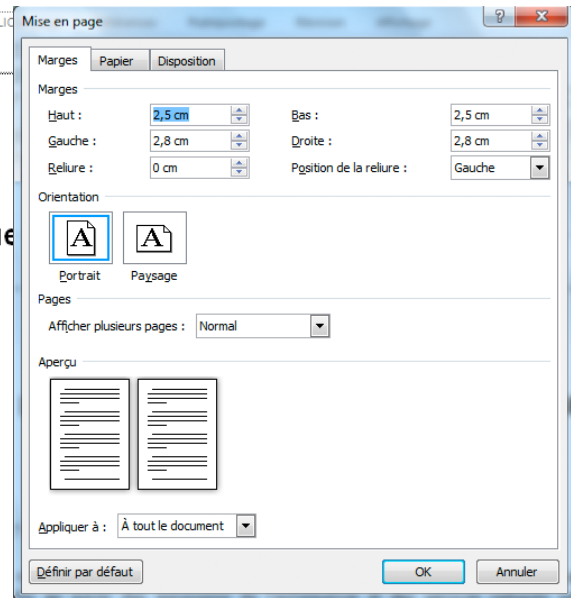 Mise en page
Marges Papier Disposition
Marges
Haut : 2,5 cm Bas : 2,5 cm
Gauche : 2,8 cm Droite : 2,8 cm
Reliure : 0 cm Position de la reliure : Gauche
Orientation
A A
Portrait Paysage
Pages
Afficher plusieurs pages : Normal
Aperçu
Appliquer à : À tout le document
Définir par défaut OK Annuler